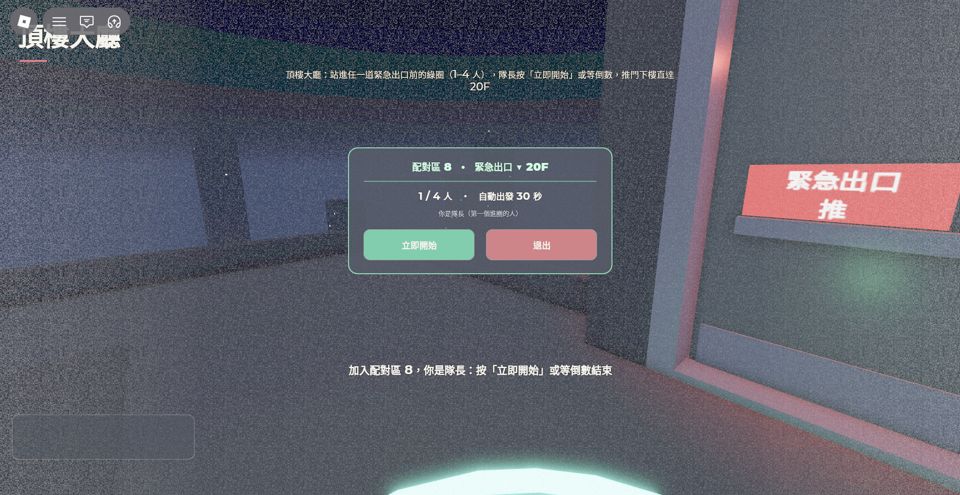 頂樓大廳
頂樓大廳：站進任一道緊急出口前的綠圈（1–4 人），隊長按「立即開始」或等倒數，推門下樓直達
20F
配對區 8 • 緊急出口 ▼ 20F
1 / 4 人 • 自動出發 30 秒
你是隊長（第一個進圈的人）
立即開始
退出
緊急出口
推
加入配對區 8，你是隊長：按「立即開始」或等倒數結束